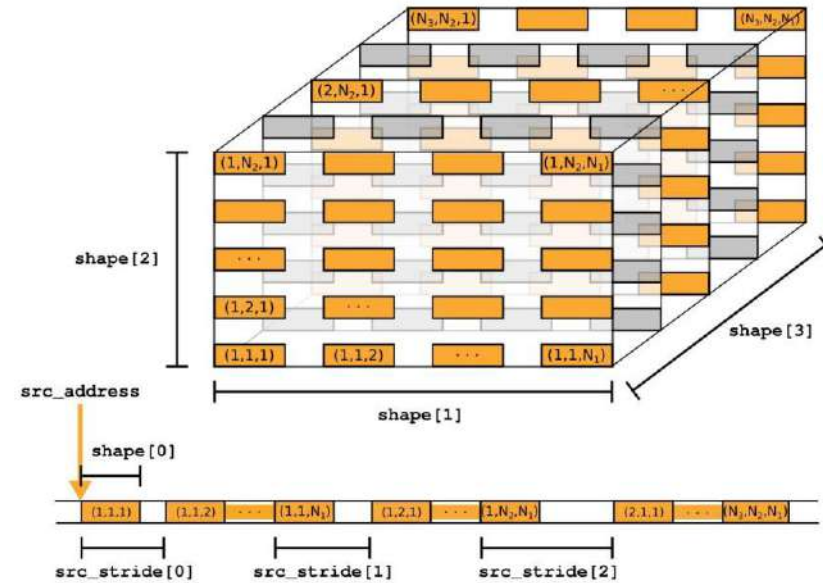 (N₃,N₂,1) (N₃,N₂,N₁)
(2,N₂,1) ...
(1,N₂,1) (1,N₂,N₁)
shape[2]
...
(1,2,1) ...
shape[3]
(1,1,1) (1,1,2) ... (1,1,N₁)
src_address
shape[1]
shape[0]
(1,1,1) (1,1,2) ... (1,1,N₁) (1,2,1) ... (1,N₂,N₁) (2,1,1) ... (N₃,N₂,N₁)
src_stride[0] src_stride[1] src_stride[2]